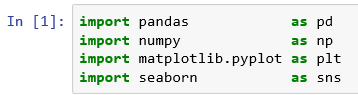 In [1]: import pandas as pd
import numpy as np
import matplotlib.pyplot as plt
import seaborn as sns